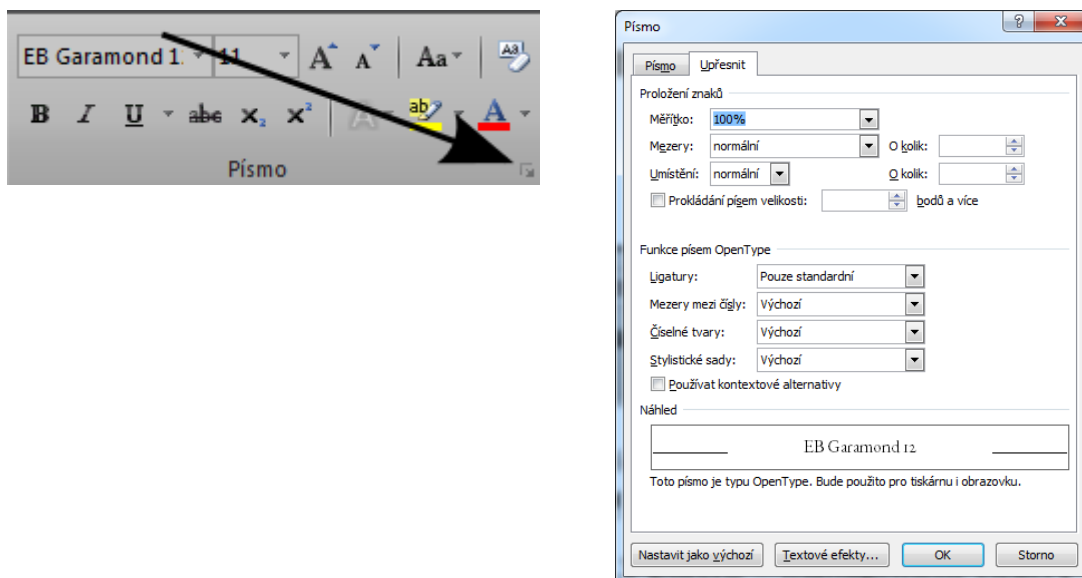 EB Garamond 1: 11 A A Aa
B I U abc x₂ x² A ab A
Písmo
Písmo
Písmo Upřesnit
Proložení znaků
Měřítko: 100%
Mezery: normální O kolik:
Umístění: normální O kolik:
Prokládání písem velikosti: bodů a více
Funkce písem OpenType
Ligatury: Pouze standardní
Mezery mezi čísly: Výchozí
Číselné tvary: Výchozí
Stylistické sady: Výchozí
Používat kontextové alternativy
Náhled
EB Garamond 12
Toto písmo je typu OpenType. Bude použito pro tiskárnu i obrazovku.
Nastavit jako výchozí Textové efekty... OK Storno